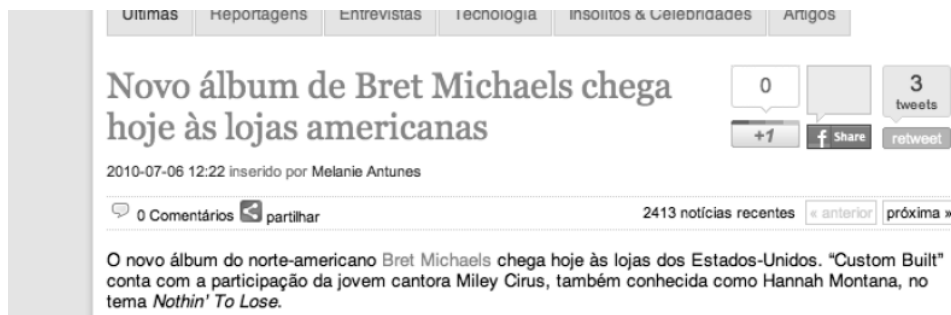 Últimas Reportagens Entrevistas Tecnologia Insólitos & Celebridades Artigos
Novo álbum de Bret Michaels chega
hoje às lojas americanas
0
+1
f Share
3
tweets
retweet
2010-07-06 12:22 inserido por Melanie Antunes
0 Comentários partilhar
2413 notícias recentes « anterior próxima »
O novo álbum do norte-americano Bret Michaels chega hoje às lojas dos Estados-Unidos. “Custom Built”
conta com a participação da jovem cantora Miley Cirus, também conhecida como Hannah Montana, no
tema Nothin’ To Lose.